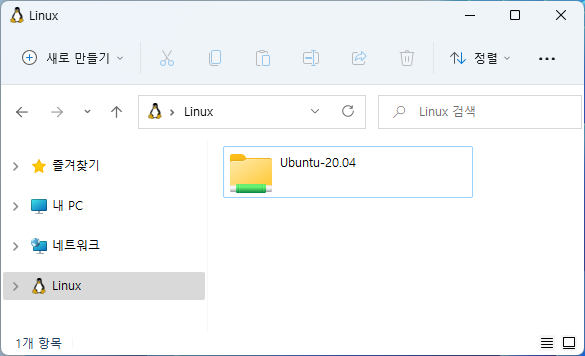 Linux
새로 만들기
정렬
Linux
Linux 검색
즐겨찾기
내 PC
네트워크
Linux
Ubuntu-20.04
1개 항목